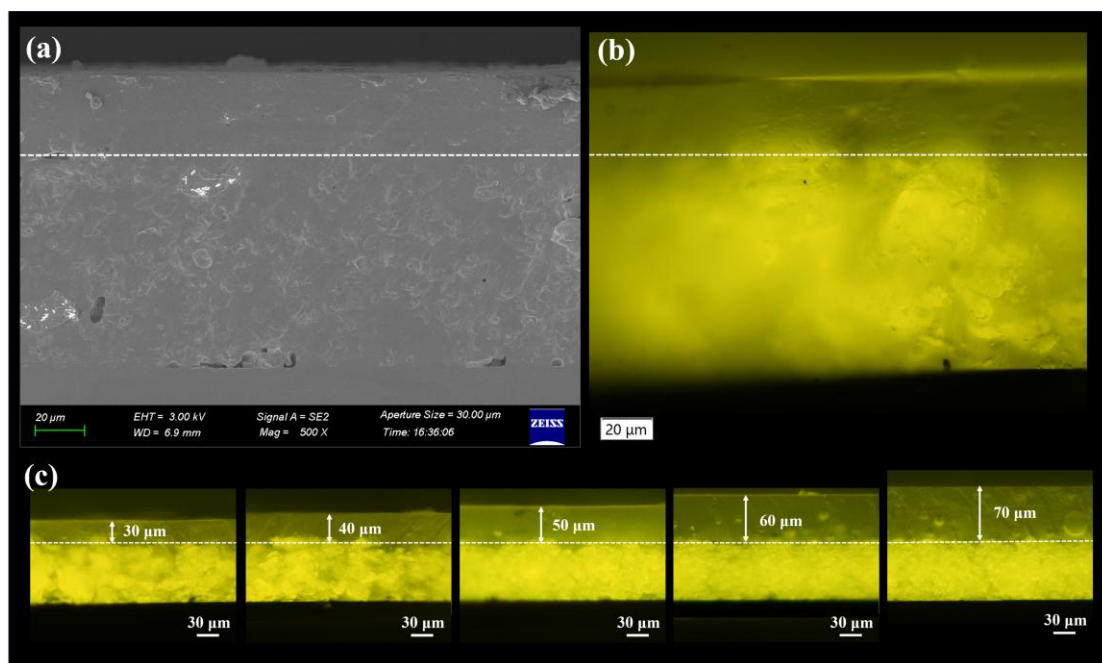 (a)
(b)
20 µm
EHT = 3.00 kV
Signal A = SE2
Aperture Size = 30.00 µm
WD = 6.9 mm
Mag = 500 X
Time: 16:36:06
ZEISS
20 µm
(c)
30 µm
40 µm
50 µm
60 µm
70 µm
30 µm
30 µm
30 µm
30 µm
30 µm